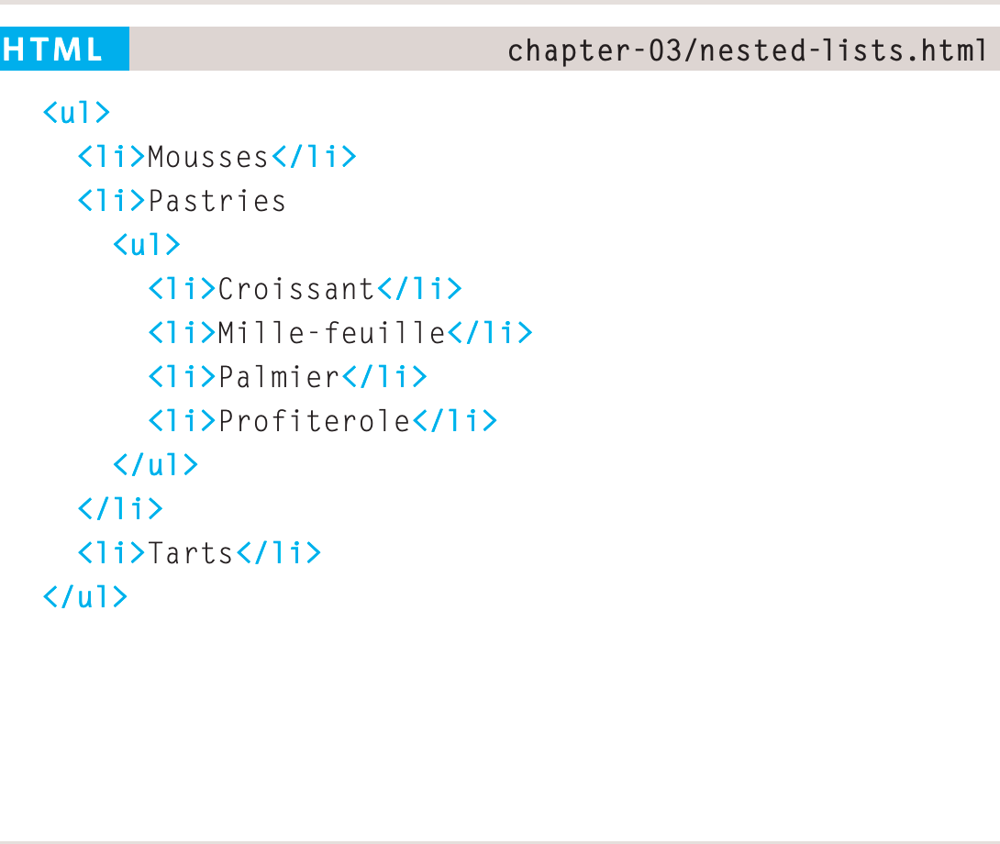 HTML chapter-03/nested-lists.html
<ul>
  <li>Mousses</li>
  <li>Pastries
    <ul>
      <li>Croissant</li>
      <li>Mille-feuille</li>
      <li>Palmier</li>
      <li>Profiterole</li>
    </ul>
  </li>
  <li>Tarts</li>
</ul>